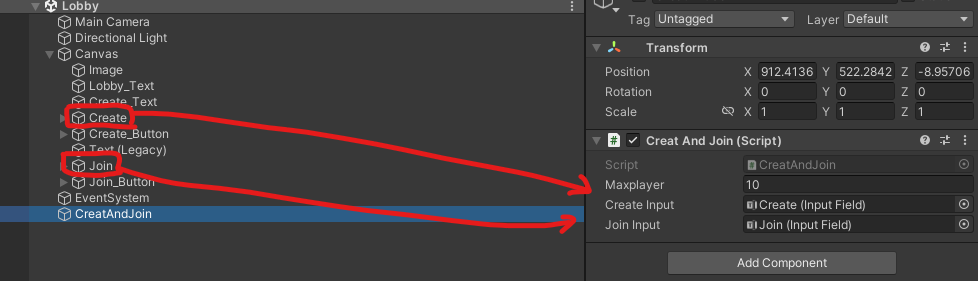 Lobby
Main Camera
Directional Light
Canvas
Image
Lobby_Text
Create_Text
Create
Create_Button
Text (Legacy)
Join
Join_Button
EventSystem
CreatAndJoin
Tag Untagged Layer Default
Transform
Position X 912.4136 Y 522.2842 Z -8.95706
Rotation X 0 Y 0 Z 0
Scale X 1 Y 1 Z 1
# Creat And Join (Script)
Script CreatAndJoin
Maxplayer 10
Create Input Create (Input Field)
Join Input Join (Input Field)
Add Component